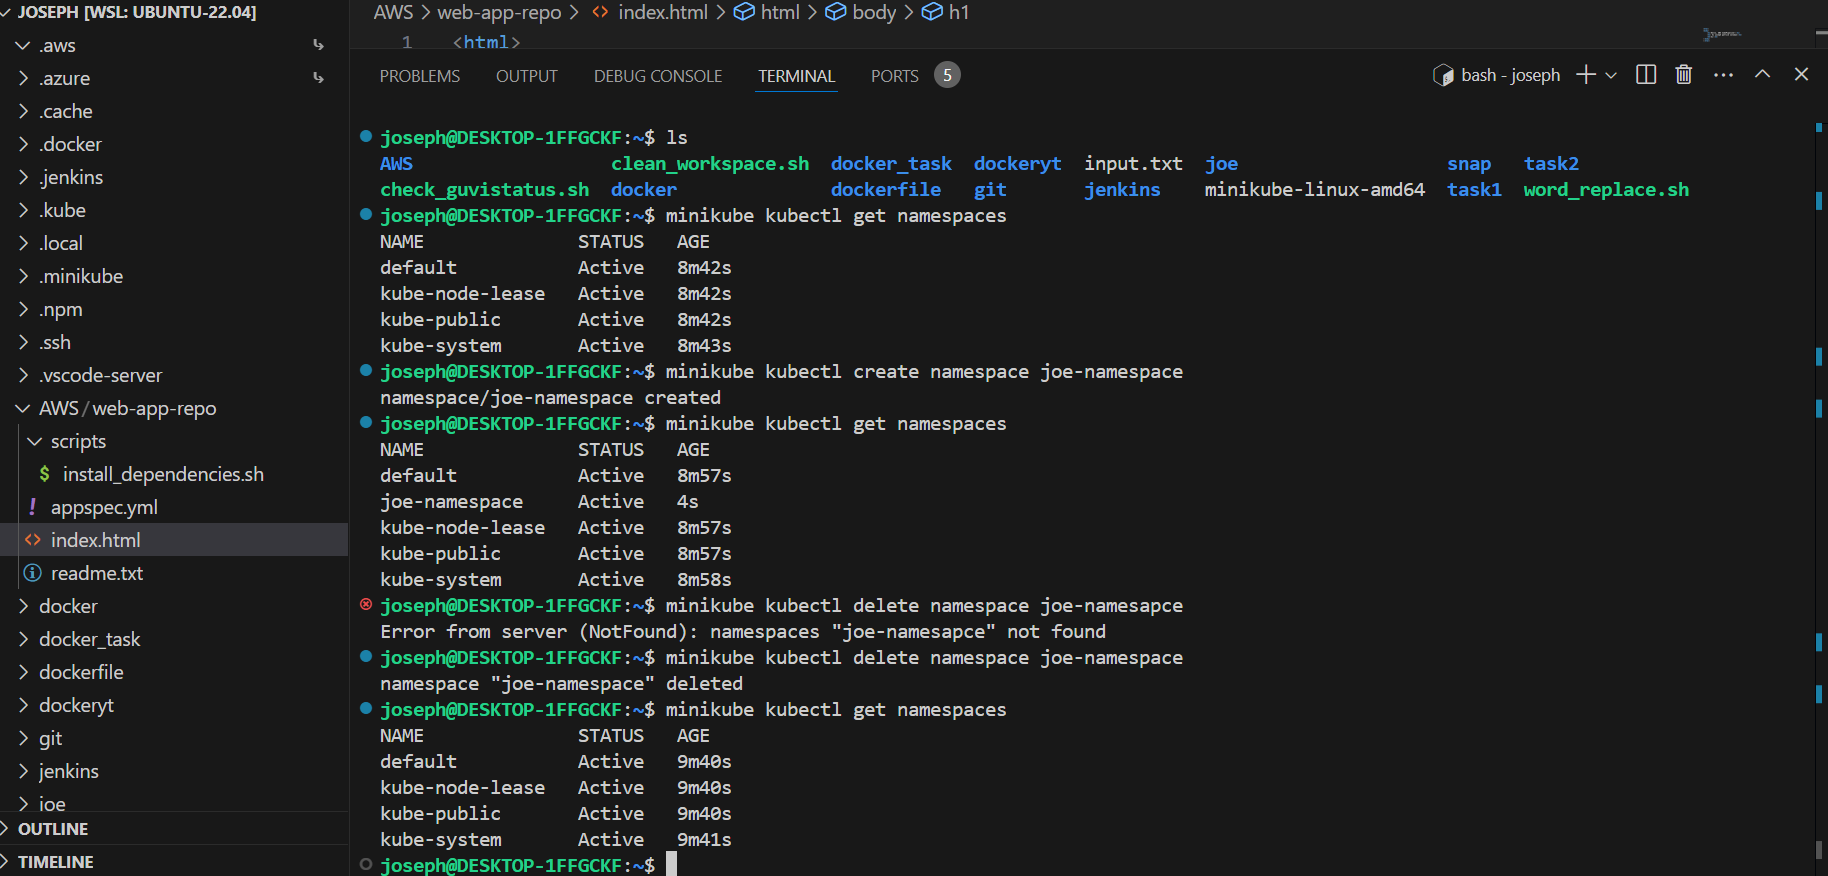 JOSEPH [WSL: UBUNTU-22.04]
.aws
.azure
.cache
.docker
.jenkins
.kube
.local
.minikube
.npm
.ssh
.vscode-server
AWS/web-app-repo
scripts
$ install_dependencies.sh
! appspec.yml
<> index.html
readme.txt
docker
docker_task
dockerfile
dockeryt
git
jenkins
joe
OUTLINE
TIMELINE
AWS > web-app-repo > <> index.html > html > body > h1
1 <html>
PROBLEMS OUTPUT DEBUG CONSOLE TERMINAL PORTS 5
bash - joseph
joseph@DESKTOP-1FFGCKF:~$ ls
AWS clean_workspace.sh docker_task dockeryt input.txt joe snap task2
check_guvistatus.sh docker dockerfile git jenkins minikube-linux-amd64 task1 word_replace.sh
joseph@DESKTOP-1FFGCKF:~$ minikube kubectl get namespaces
NAME STATUS AGE
default Active 8m42s
kube-node-lease Active 8m42s
kube-public Active 8m42s
kube-system Active 8m43s
joseph@DESKTOP-1FFGCKF:~$ minikube kubectl create namespace joe-namespace
namespace/joe-namespace created
joseph@DESKTOP-1FFGCKF:~$ minikube kubectl get namespaces
NAME STATUS AGE
default Active 8m57s
joe-namespace Active 4s
kube-node-lease Active 8m57s
kube-public Active 8m57s
kube-system Active 8m58s
joseph@DESKTOP-1FFGCKF:~$ minikube kubectl delete namespace joe-namesapce
Error from server (NotFound): namespaces "joe-namesapce" not found
joseph@DESKTOP-1FFGCKF:~$ minikube kubectl delete namespace joe-namespace
namespace "joe-namespace" deleted
joseph@DESKTOP-1FFGCKF:~$ minikube kubectl get namespaces
NAME STATUS AGE
default Active 9m40s
kube-node-lease Active 9m40s
kube-public Active 9m40s
kube-system Active 9m41s
joseph@DESKTOP-1FFGCKF:~$